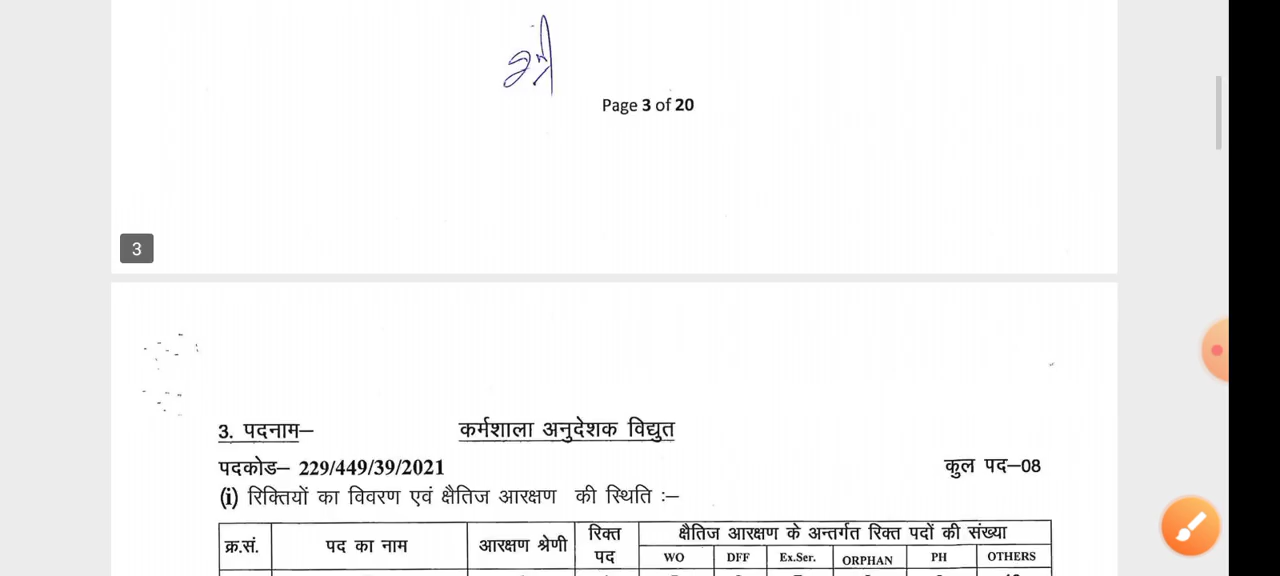 Page 3 of 20
3
3. पदनाम–
कर्मशाला अनुदेशक विद्युत
पदकोड– 229/449/39/2021
कुल पद–08
(i) रिक्तियों का विवरण एवं क्षैतिज आरक्षण की स्थिति :–
क्र.सं. पद का नाम आरक्षण श्रेणी रिक्त पद क्षैतिज आरक्षण के अन्तर्गत रिक्त पदों की संख्या
WO DFF Ex.Ser. ORPHAN PH OTHERS